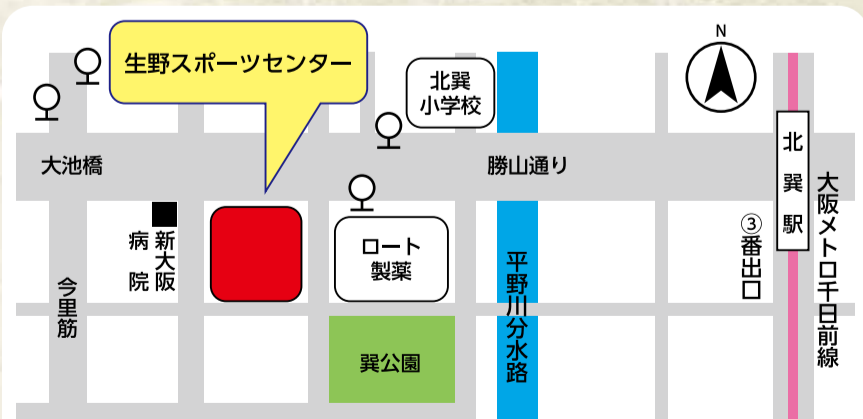 生野スポーツセンター
北巽
小学校
N
大池橋
勝山通り
北巽駅
大阪メトロ千日前線
③番出口
新大阪
病院
ロート
製薬
今里筋
平野川分水路
巽公園